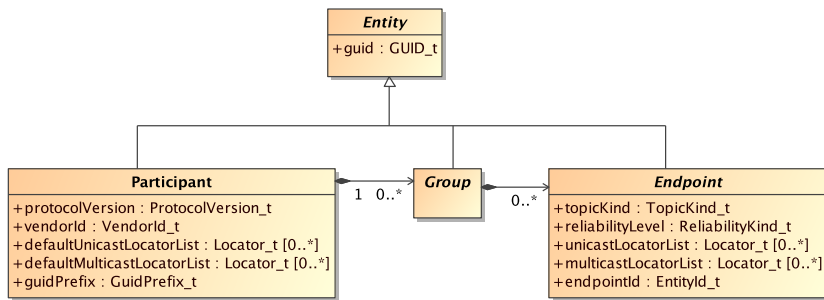 Entity
+guid : GUID_t
Participant
+protocolVersion : ProtocolVersion_t
+vendorId : VendorId_t
+defaultUnicastLocatorList : Locator_t [0..*]
+defaultMulticastLocatorList : Locator_t [0..*]
+guidPrefix : GuidPrefix_t
1 0..*
Group
0..*
Endpoint
+topicKind : TopicKind_t
+reliabilityLevel : ReliabilityKind_t
+unicastLocatorList : Locator_t [0..*]
+multicastLocatorList : Locator_t [0..*]
+endpointId : EntityId_t